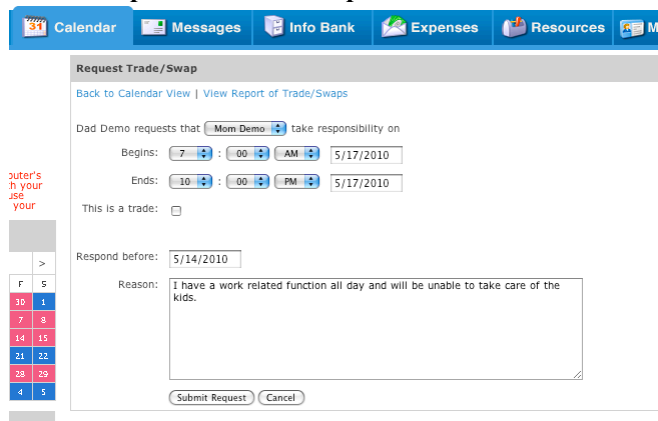 31 Calendar Messages Info Bank Expenses Resources M
Request Trade/Swap
Back to Calendar View | View Report of Trade/Swaps
Dad Demo requests that Mom Demo take responsibility on
Begins: 7 : 00 AM 5/17/2010
Ends: 10 : 00 PM 5/17/2010
This is a trade:
Respond before: 5/14/2010
Reason: I have a work related function all day and will be unable to take care of the
kids.
Submit Request Cancel
your
your
>
F S
30 1
7 8
14 15
21 22
28 29
4 5